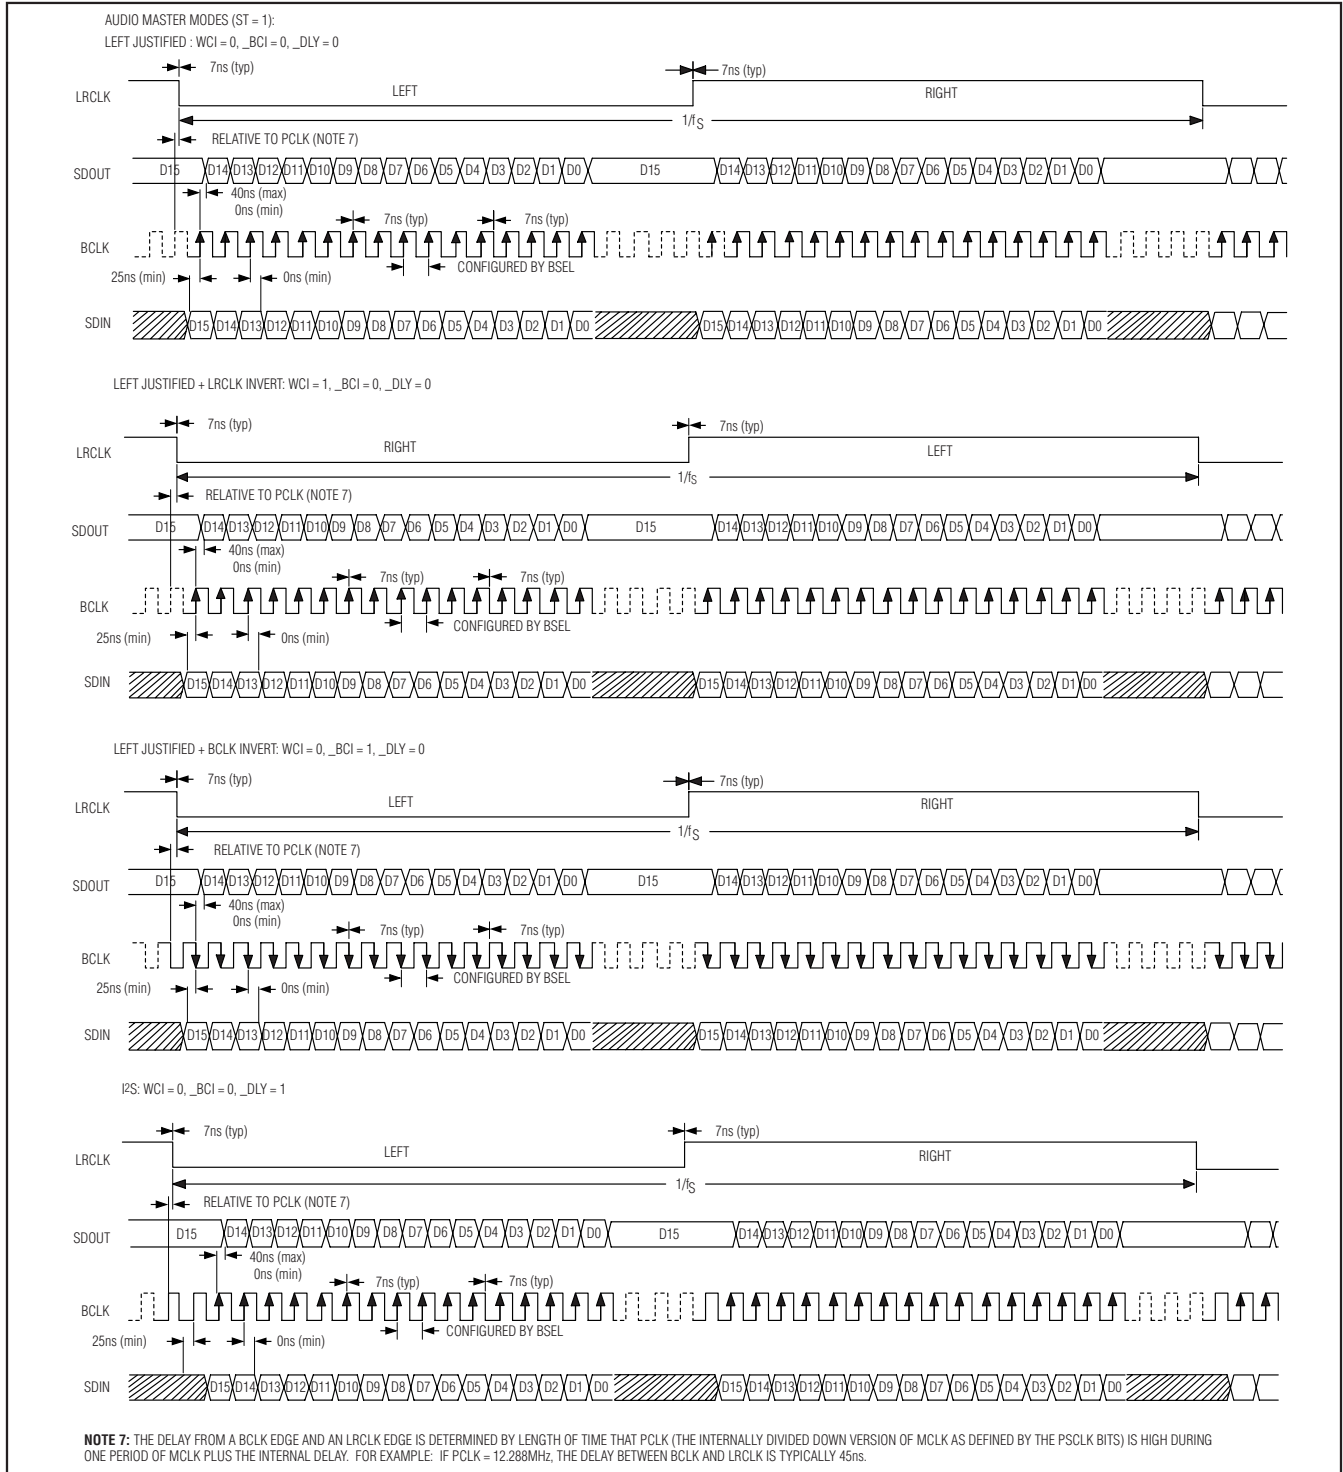 AUDIO MASTER MODES (ST = 1):
LEFT JUSTIFIED : WCI = 0, _BCI = 0, _DLY = 0
7ns (typ) 7ns (typ)
LRCLK LEFT RIGHT
1/fS
RELATIVE TO PCLK (NOTE 7)
SDOUT D15 D14 D13 D12 D11 D10 D9 D8 D7 D6 D5 D4 D3 D2 D1 D0 D15 D14 D13 D12 D11 D10 D9 D8 D7 D6 D5 D4 D3 D2 D1 D0
40ns (max)
0ns (min) 7ns (typ) 7ns (typ)
BCLK
CONFIGURED BY BSEL
25ns (min) 0ns (min)
SDIN D15 D14 D13 D12 D11 D10 D9 D8 D7 D6 D5 D4 D3 D2 D1 D0 D15 D14 D13 D12 D11 D10 D9 D8 D7 D6 D5 D4 D3 D2 D1 D0
LEFT JUSTIFIED + LRCLK INVERT: WCI = 1, _BCI = 0, _DLY = 0
7ns (typ) 7ns (typ)
LRCLK RIGHT LEFT
1/fS
RELATIVE TO PCLK (NOTE 7)
SDOUT D15 D14 D13 D12 D11 D10 D9 D8 D7 D6 D5 D4 D3 D2 D1 D0 D15 D14 D13 D12 D11 D10 D9 D8 D7 D6 D5 D4 D3 D2 D1 D0
40ns (max)
0ns (min) 7ns (typ) 7ns (typ)
BCLK
CONFIGURED BY BSEL
25ns (min) 0ns (min)
SDIN D15 D14 D13 D12 D11 D10 D9 D8 D7 D6 D5 D4 D3 D2 D1 D0 D15 D14 D13 D12 D11 D10 D9 D8 D7 D6 D5 D4 D3 D2 D1 D0
LEFT JUSTIFIED + BCLK INVERT: WCI = 0, _BCI = 1, _DLY = 0
7ns (typ) 7ns (typ)
LRCLK LEFT RIGHT
1/fS
RELATIVE TO PCLK (NOTE 7)
SDOUT D15 D14 D13 D12 D11 D10 D9 D8 D7 D6 D5 D4 D3 D2 D1 D0 D15 D14 D13 D12 D11 D10 D9 D8 D7 D6 D5 D4 D3 D2 D1 D0
40ns (max)
0ns (min) 7ns (typ) 7ns (typ)
BCLK
CONFIGURED BY BSEL
25ns (min) 0ns (min)
SDIN D15 D14 D13 D12 D11 D10 D9 D8 D7 D6 D5 D4 D3 D2 D1 D0 D15 D14 D13 D12 D11 D10 D9 D8 D7 D6 D5 D4 D3 D2 D1 D0
I2S: WCI = 0, _BCI = 0, _DLY = 1
7ns (typ) 7ns (typ)
LRCLK LEFT RIGHT
1/fS
RELATIVE TO PCLK (NOTE 7)
SDOUT D15 D14 D13 D12 D11 D10 D9 D8 D7 D6 D5 D4 D3 D2 D1 D0 D15 D14 D13 D12 D11 D10 D9 D8 D7 D6 D5 D4 D3 D2 D1 D0
40ns (max)
0ns (min) 7ns (typ) 7ns (typ)
BCLK
CONFIGURED BY BSEL
25ns (min) 0ns (min)
SDIN D15 D14 D13 D12 D11 D10 D9 D8 D7 D6 D5 D4 D3 D2 D1 D0 D15 D14 D13 D12 D11 D10 D9 D8 D7 D6 D5 D4 D3 D2 D1 D0
NOTE 7: THE DELAY FROM A BCLK EDGE AND AN LRCLK EDGE IS DETERMINED BY LENGTH OF TIME THAT PCLK (THE INTERNALLY DIVIDED DOWN VERSION OF MCLK AS DEFINED BY THE PSCLK BITS) IS HIGH DURING
ONE PERIOD OF MCLK PLUS THE INTERNAL DELAY. FOR EXAMPLE: IF PCLK = 12.288MHz, THE DELAY BETWEEN BCLK AND LRCLK IS TYPICALLY 45ns.